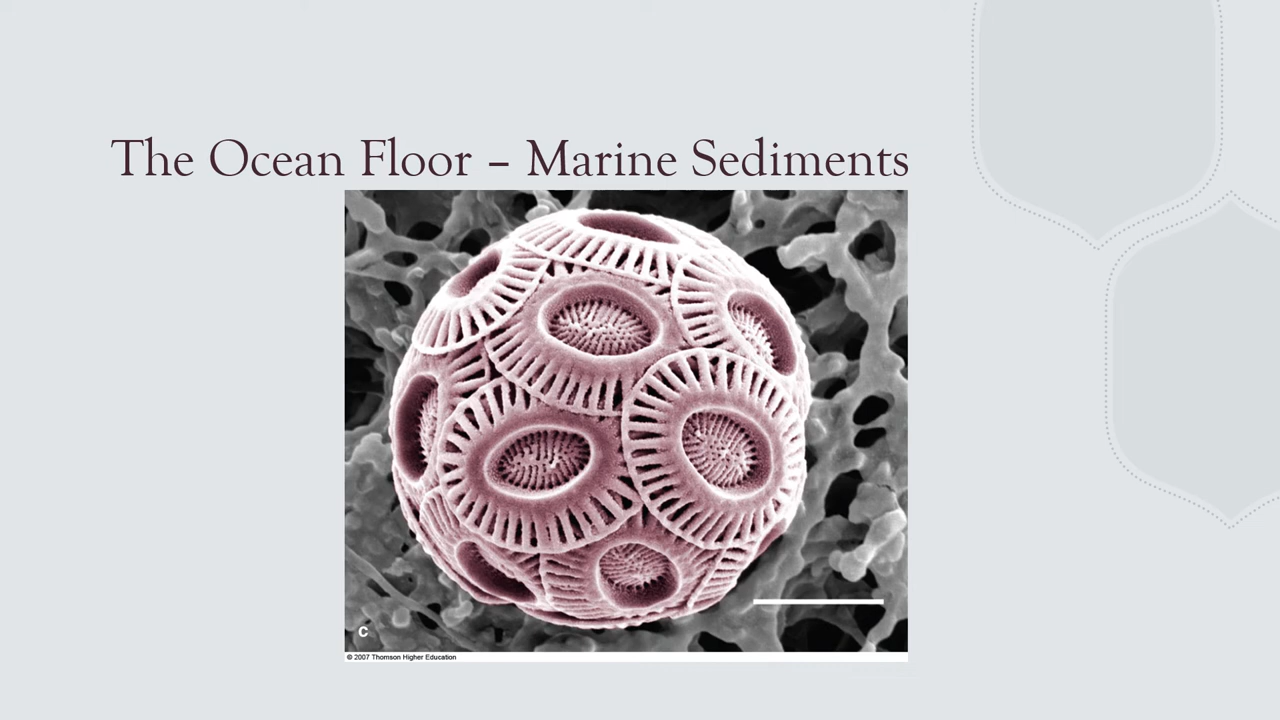 The Ocean Floor – Marine Sediments
c
© 2007 Thomson Higher Education